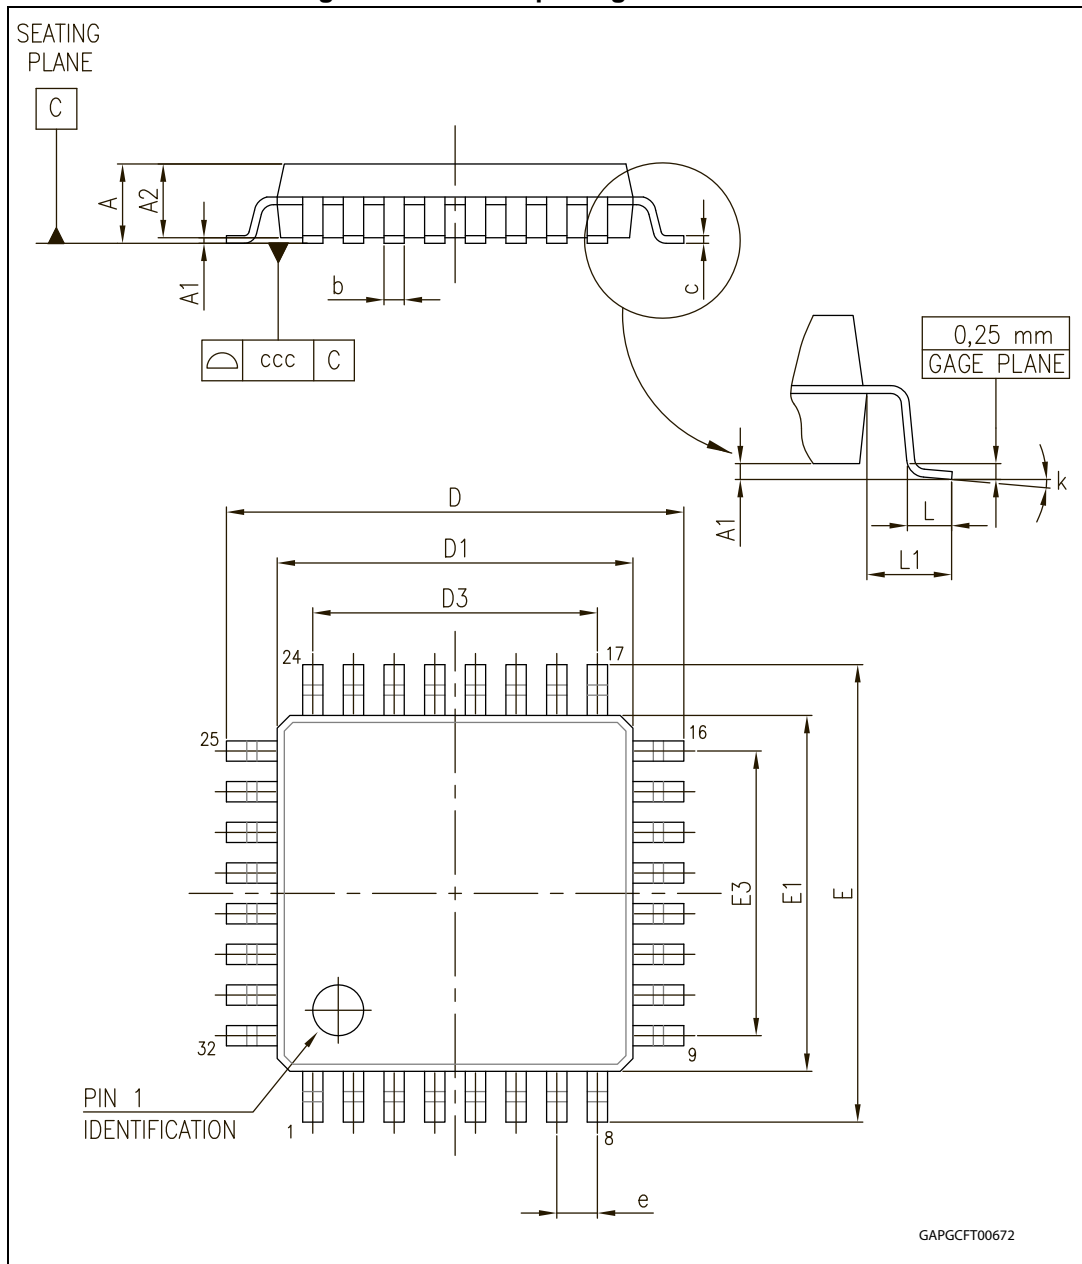 SEATING
PLANE
C
A
A2
A1
b
c
ccc
C
0,25 mm
GAGE PLANE
k
A1
L
L1
D
D1
D3
24
17
25
16
E3
E1
E
32
9
PIN 1
IDENTIFICATION
1
8
e
GAPGCFT00672